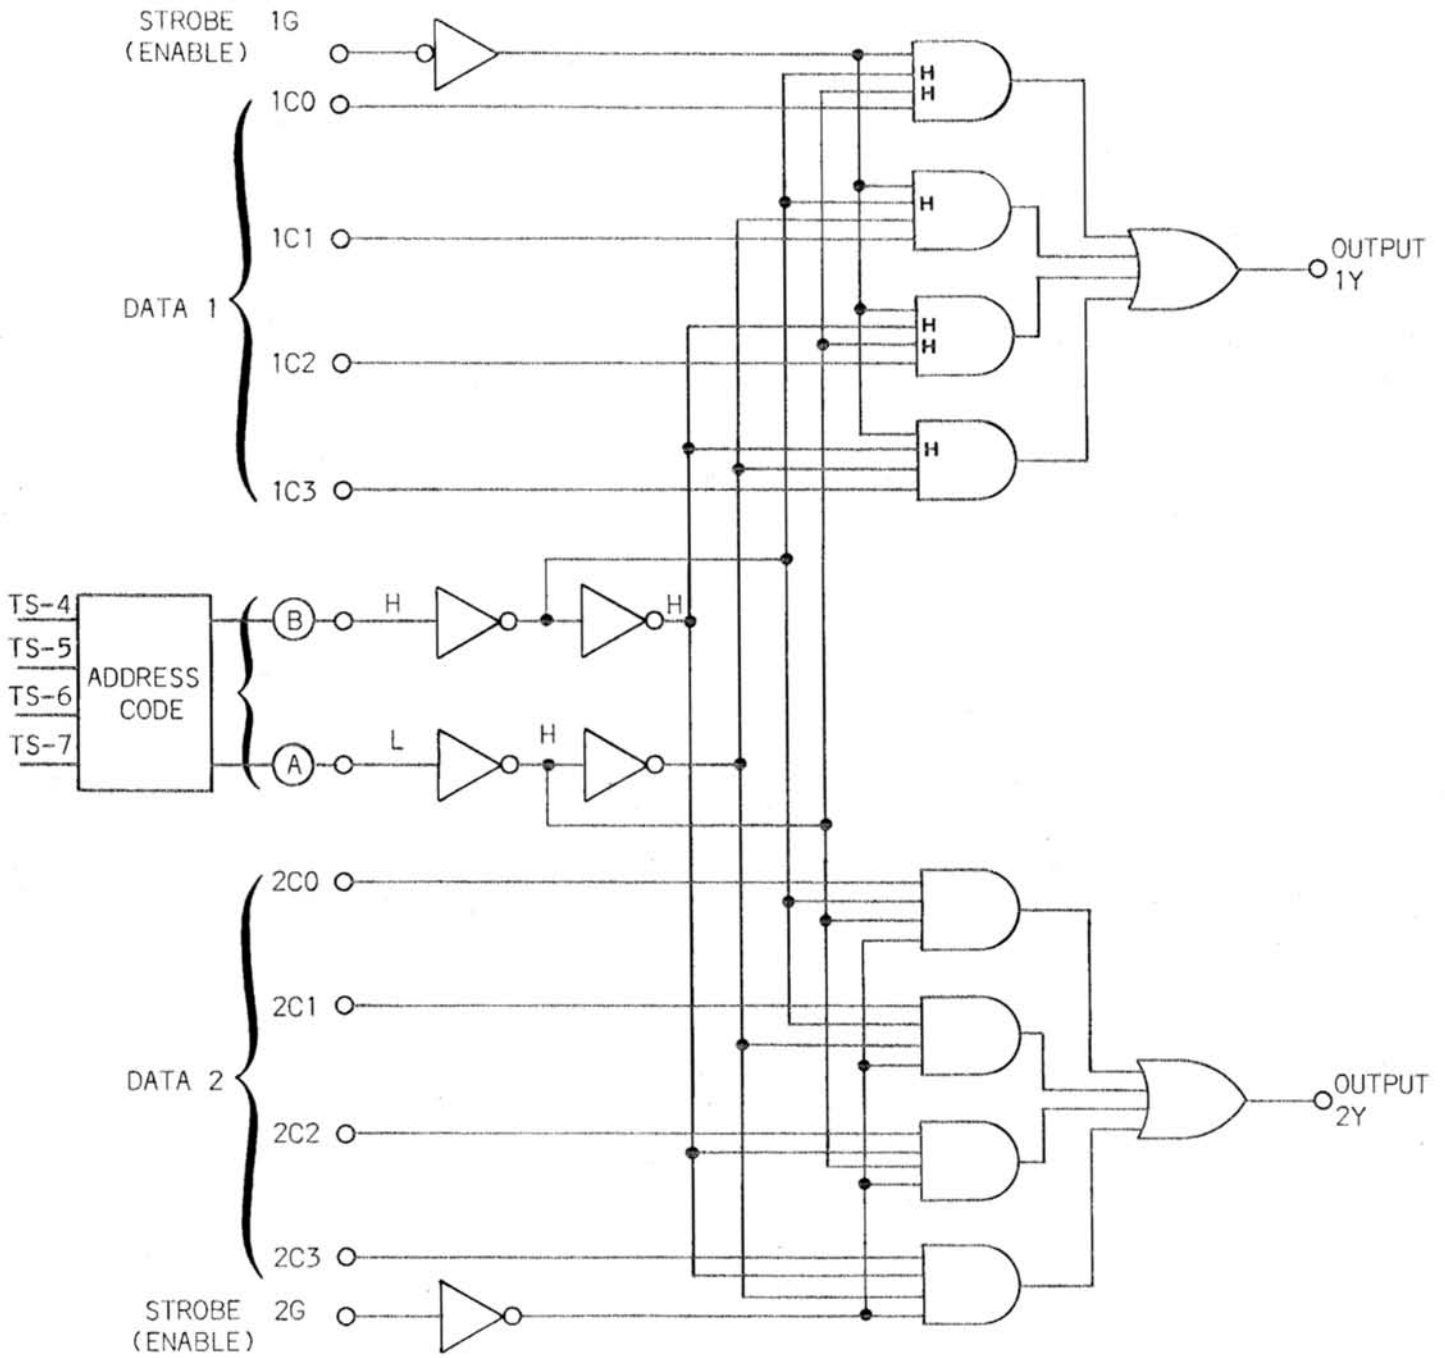 STROBE 1G
(ENABLE)
H
H
1C0
H
1C1
OUTPUT
1Y
DATA 1
H
H
1C2
H
1C3
TS-4
B
H
H
TS-5
ADDRESS
CODE
TS-6
TS-7
A
L
H
2C0
2C1
DATA 2
OUTPUT
2Y
2C2
2C3
STROBE 2G
(ENABLE)